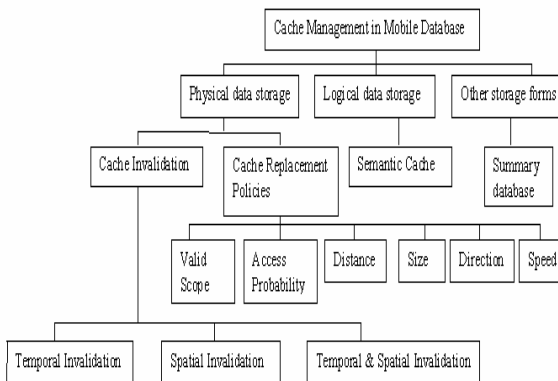 Cache Management in Mobile Database
Physical data storage
Logical data storage
Other storage forms
Cache Invalidation
Cache Replacement
Policies
Semantic Cache
Summary
database
Valid
Scope
Access
Probability
Distance
Size
Direction
Speed
Temporal Invalidation
Spatial Invalidation
Temporal & Spatial Invalidation